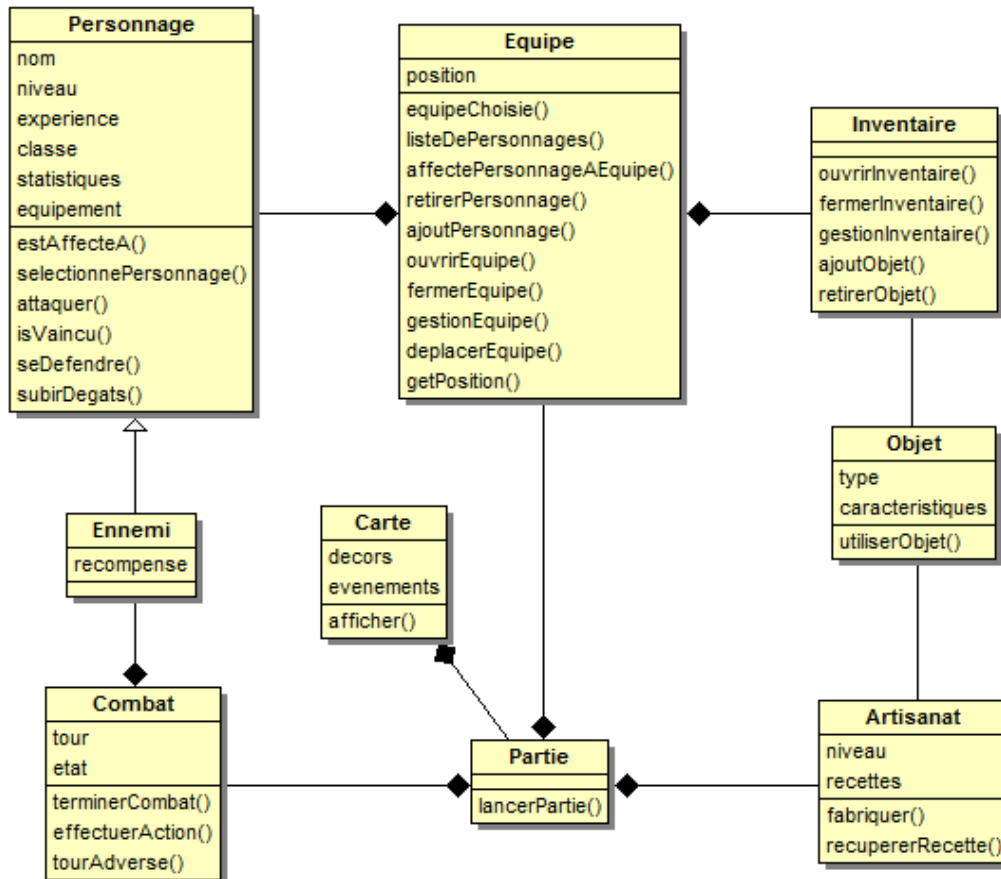 Personnage
nom
niveau
experience
classe
statistiques
equipement
estAffecteA()
selectionnePersonnage()
attaquer()
isVaincu()
seDefendre()
subirDegats()
Equipe
position
equipeChoisie()
listeDePersonnages()
affectePersonnageAEquipe()
retirerPersonnage()
ajoutPersonnage()
ouvrirEquipe()
fermerEquipe()
gestionEquipe()
deplacerEquipe()
getPosition()
Inventaire
ouvrirInventaire()
fermerInventaire()
gestionInventaire()
ajoutObjet()
retirerObjet()
Objet
type
caracteristiques
utiliserObjet()
Ennemi
recompense
Carte
decors
evenements
afficher()
Combat
tour
etat
terminerCombat()
effectuerAction()
tourAdverse()
Partie
lancerPartie()
Artisanat
niveau
recettes
fabriquer()
recupererRecette()